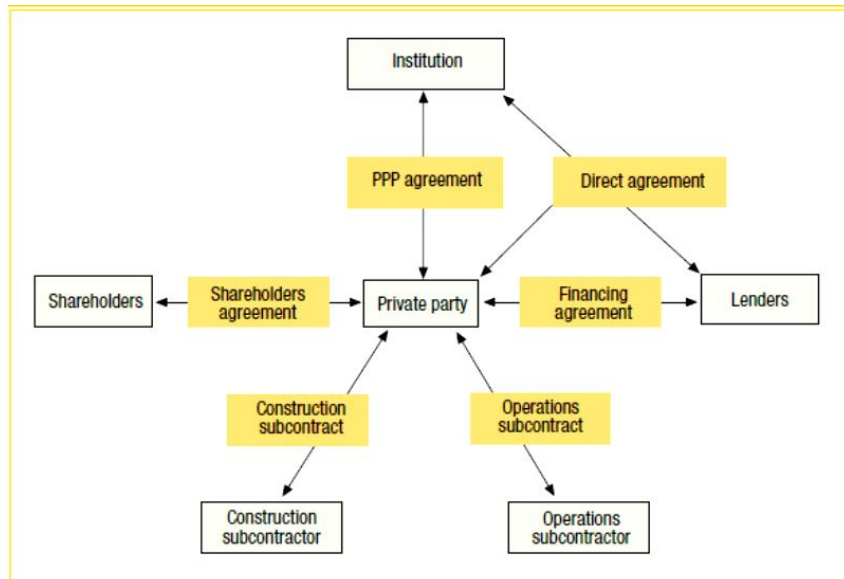 Institution
PPP agreement
Direct agreement
Shareholders
Shareholders
agreement
Private party
Financing
agreement
Lenders
Construction
subcontract
Operations
subcontract
Construction
subcontractor
Operations
subcontractor